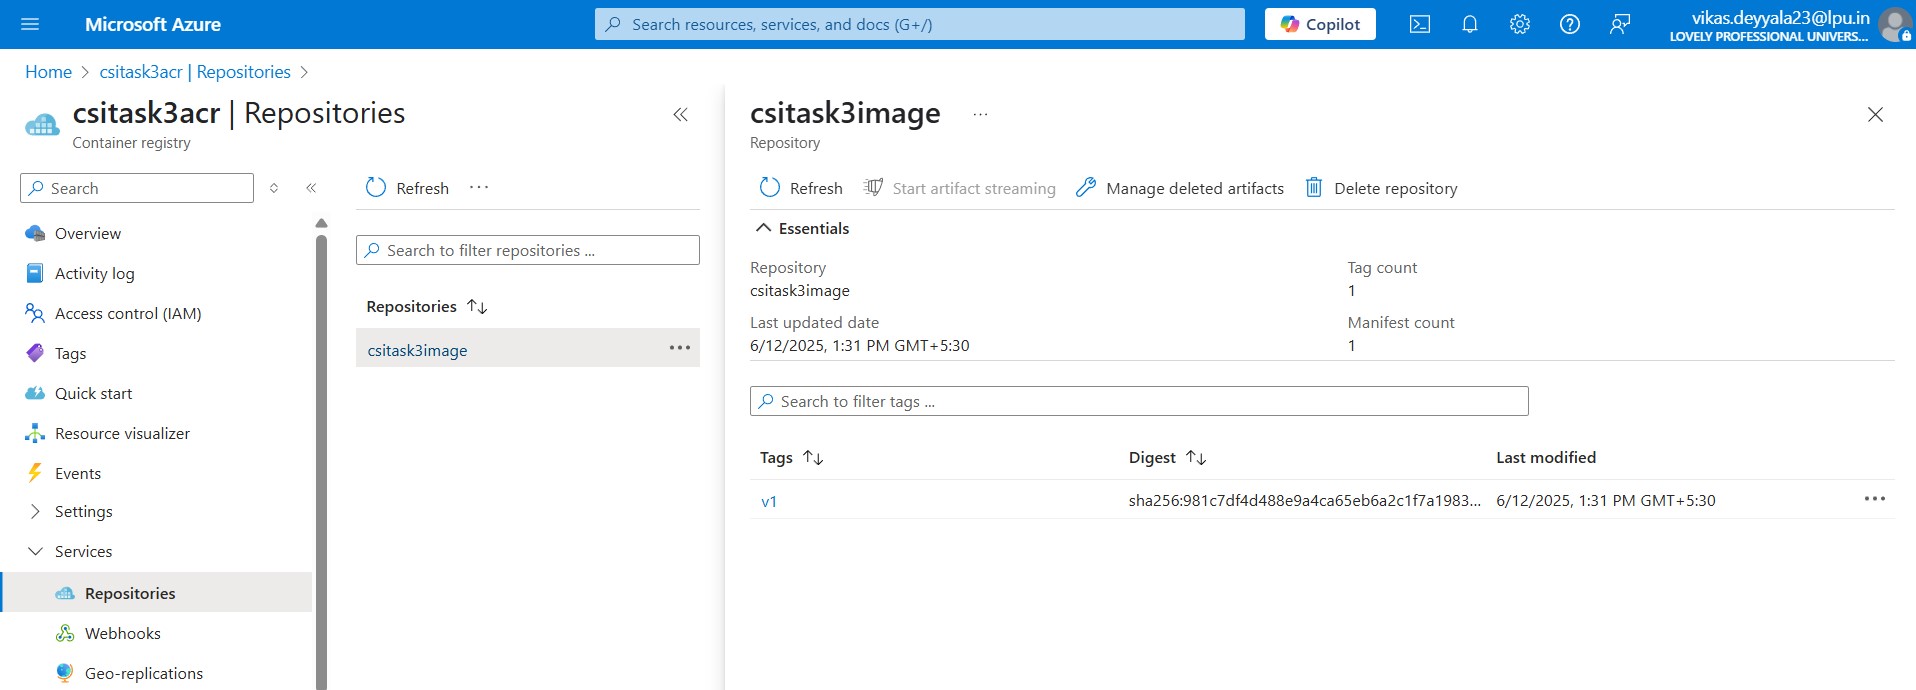 Microsoft Azure
Search resources, services, and docs (G+/)
Copilot
vikas.deyyala23@lpu.in
LOVELY PROFESSIONAL UNIVERS...
Home > csitask3acr | Repositories >
csitask3acr | Repositories
Container registry
Search
Overview
Activity log
Access control (IAM)
Tags
Quick start
Resource visualizer
Events
Settings
Services
Repositories
Webhooks
Geo-replications
Refresh
Search to filter repositories ...
Repositories
csitask3image
csitask3image
Repository
Refresh
Start artifact streaming
Manage deleted artifacts
Delete repository
Essentials
Repository
csitask3image
Tag count
1
Last updated date
6/12/2025, 1:31 PM GMT+5:30
Manifest count
1
Search to filter tags ...
Tags Digest Last modified
v1 sha256:981c7df4d488e9a4ca65eb6a2c1f7a1983... 6/12/2025, 1:31 PM GMT+5:30